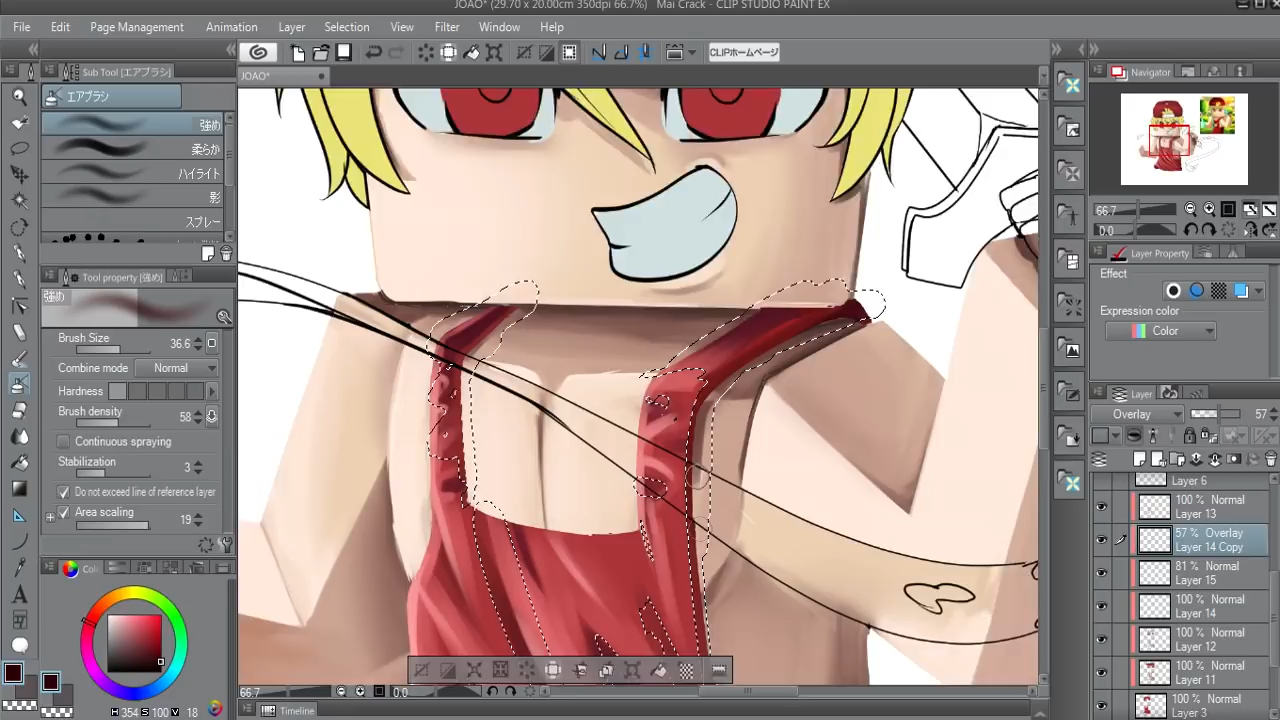 JOAO* (29.70 x 20.00cm 350dpi 66.7%)   Mai Crack - CLIP STUDIO PAINT EX
File Edit Page Management Animation Layer Selection View Filter Window Help
CLIPホームページ
Sub Tool [エアブラシ]
JOAO*
Navigator
エアブラシ
強め
柔らか
ハイライト
影
スプレー
66.7
0.0
Tool property [強め]
Layer Property
強め
Effect
Brush Size 36.6
Expression color
Combine mode Normal
Color
Hardness
Brush density 58
Layer
Continuous spraying
Overlay 57
Stabilization 3
Do not exceed line of reference layer
Area scaling 19
Layer 6
100 % Normal
Layer 13
57 % Overlay
Layer 14 Copy
81 % Normal
Layer 15
100 % Normal
Layer 14
100 % Normal
Layer 12
100 % Normal
Layer 11
100 % Normal
Layer 3
H 354 S 100 V 18
66.7 0.0
Timeline